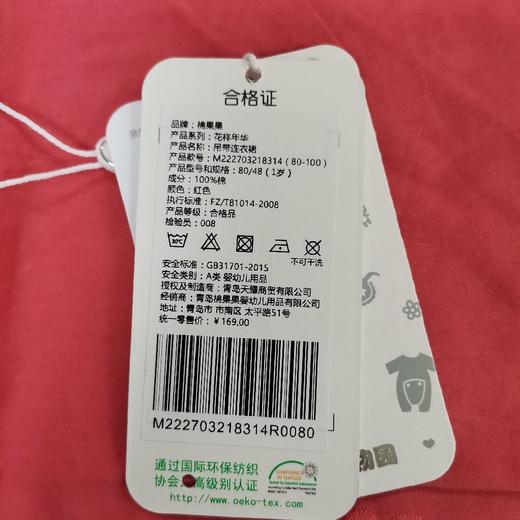 合格证
品牌：棉果果
产品系列：花样年华
产品名称：吊带连衣裙
产品款号：M222703218314（80-100）
产品型号和规格：80/48（1岁）
成分：100%棉
颜色：红色
执行标准：FZ/T81014-2008
产品等级：合格品
检验员：008
30℃
不可干洗
安全标准：GB31701-2015
安全类别：A类 婴幼儿用品
授权及制造商：青岛天耀商贸有限公司
经销商：青岛棉果果婴幼儿用品有限公司
地址：青岛市 市南区 太平路51号
统一零售价：￥169.00
M222703218314R0080
通过国际环保纺织
协会 高级别认证
CONFIDENCE
IN TEXTILES
http://www.oeko-tex.com/